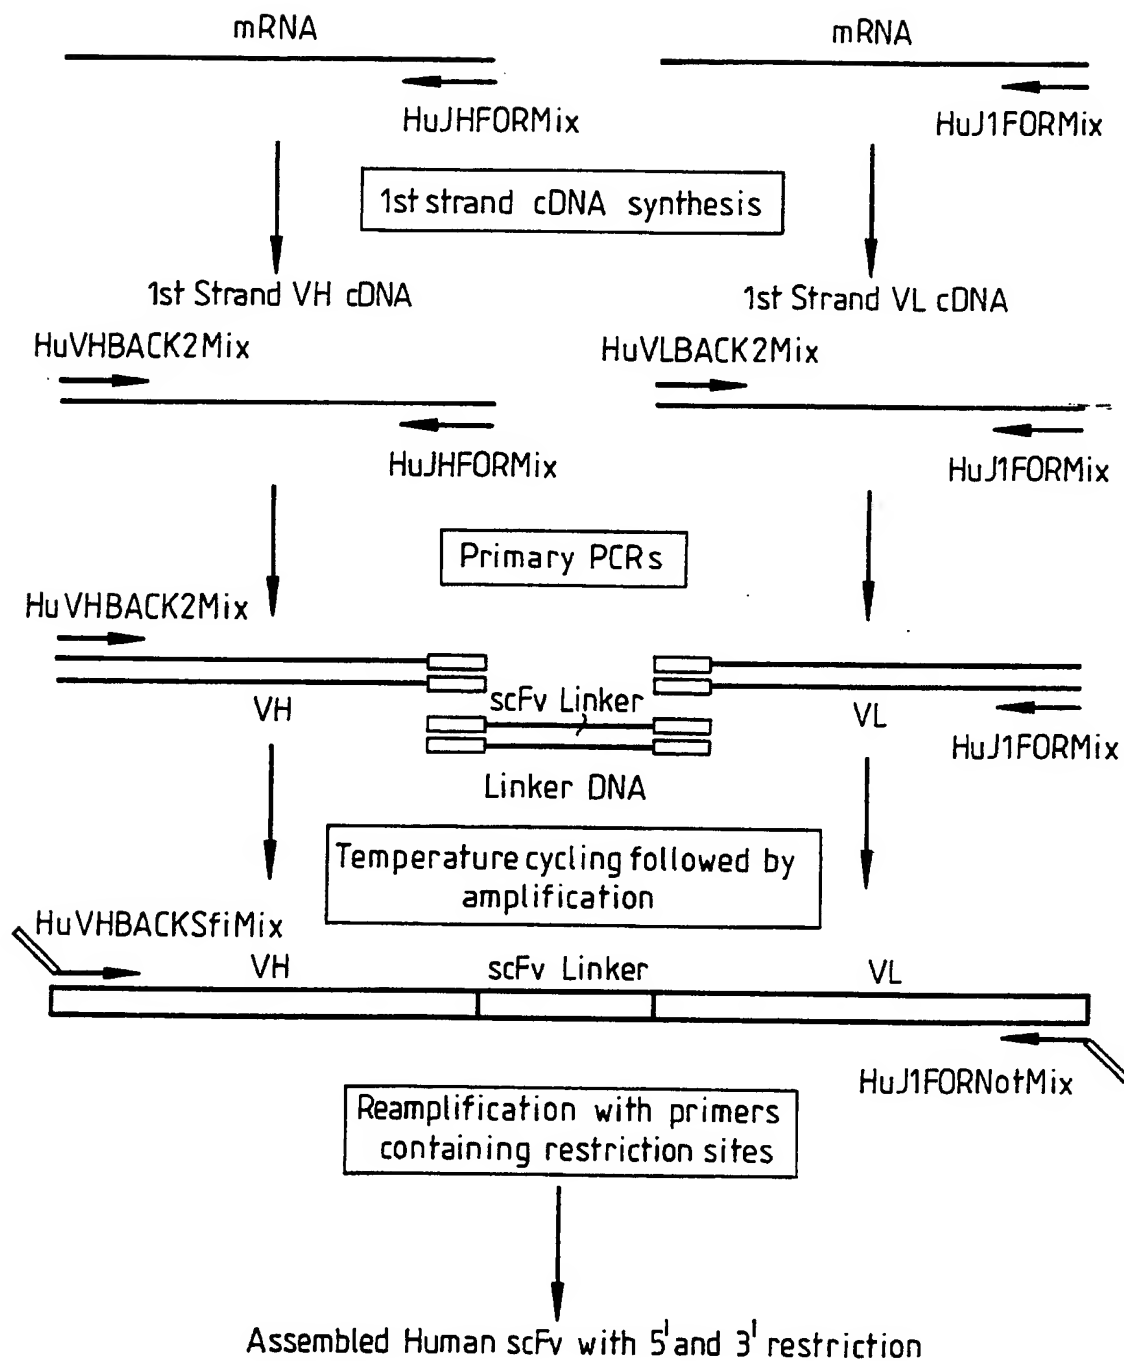 mRNA
mRNA
HuJHFORMix
HuJ1FORMix
1st strand cDNA synthesis
1st Strand VH cDNA
1st Strand VL cDNA
HuVHBACK2Mix
HuVLBACK2Mix
HuJHFORMix
HuJ1FORMix
Primary PCRs
HuVHBACK2Mix
VH
scFv Linker
VL
HuJ1FORMix
Linker DNA
Temperature cycling followed by
amplification
HuVHBACKSfiMix
VH
scFv Linker
VL
HuJ1FORNotMix
Reamplification with primers
containing restriction sites
Assembled Human scFv with 5' and 3' restriction